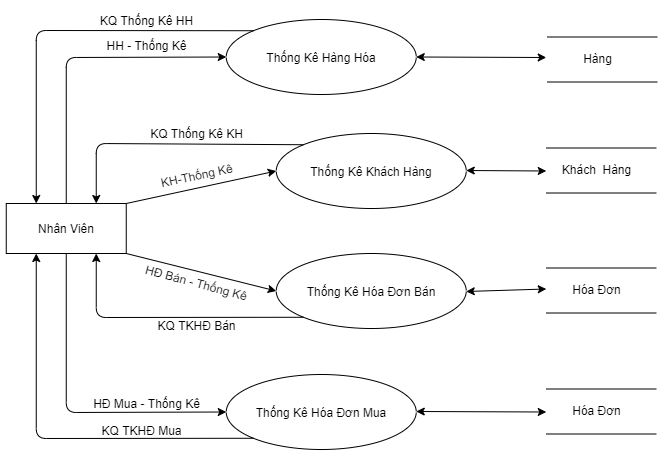 KQ Thống Kê HH
HH - Thống Kê
Thống Kê Hàng Hóa
Hàng
KQ Thống Kê KH
KH-Thống Kê
Thống Kê Khách Hàng
Khách Hàng
Nhân Viên
HĐ Bán - Thống Kê
Thống Kê Hóa Đơn Bán
Hóa Đơn
KQ TKHĐ Bán
HĐ Mua - Thống Kê
Thống Kê Hóa Đơn Mua
Hóa Đơn
KQ TKHĐ Mua